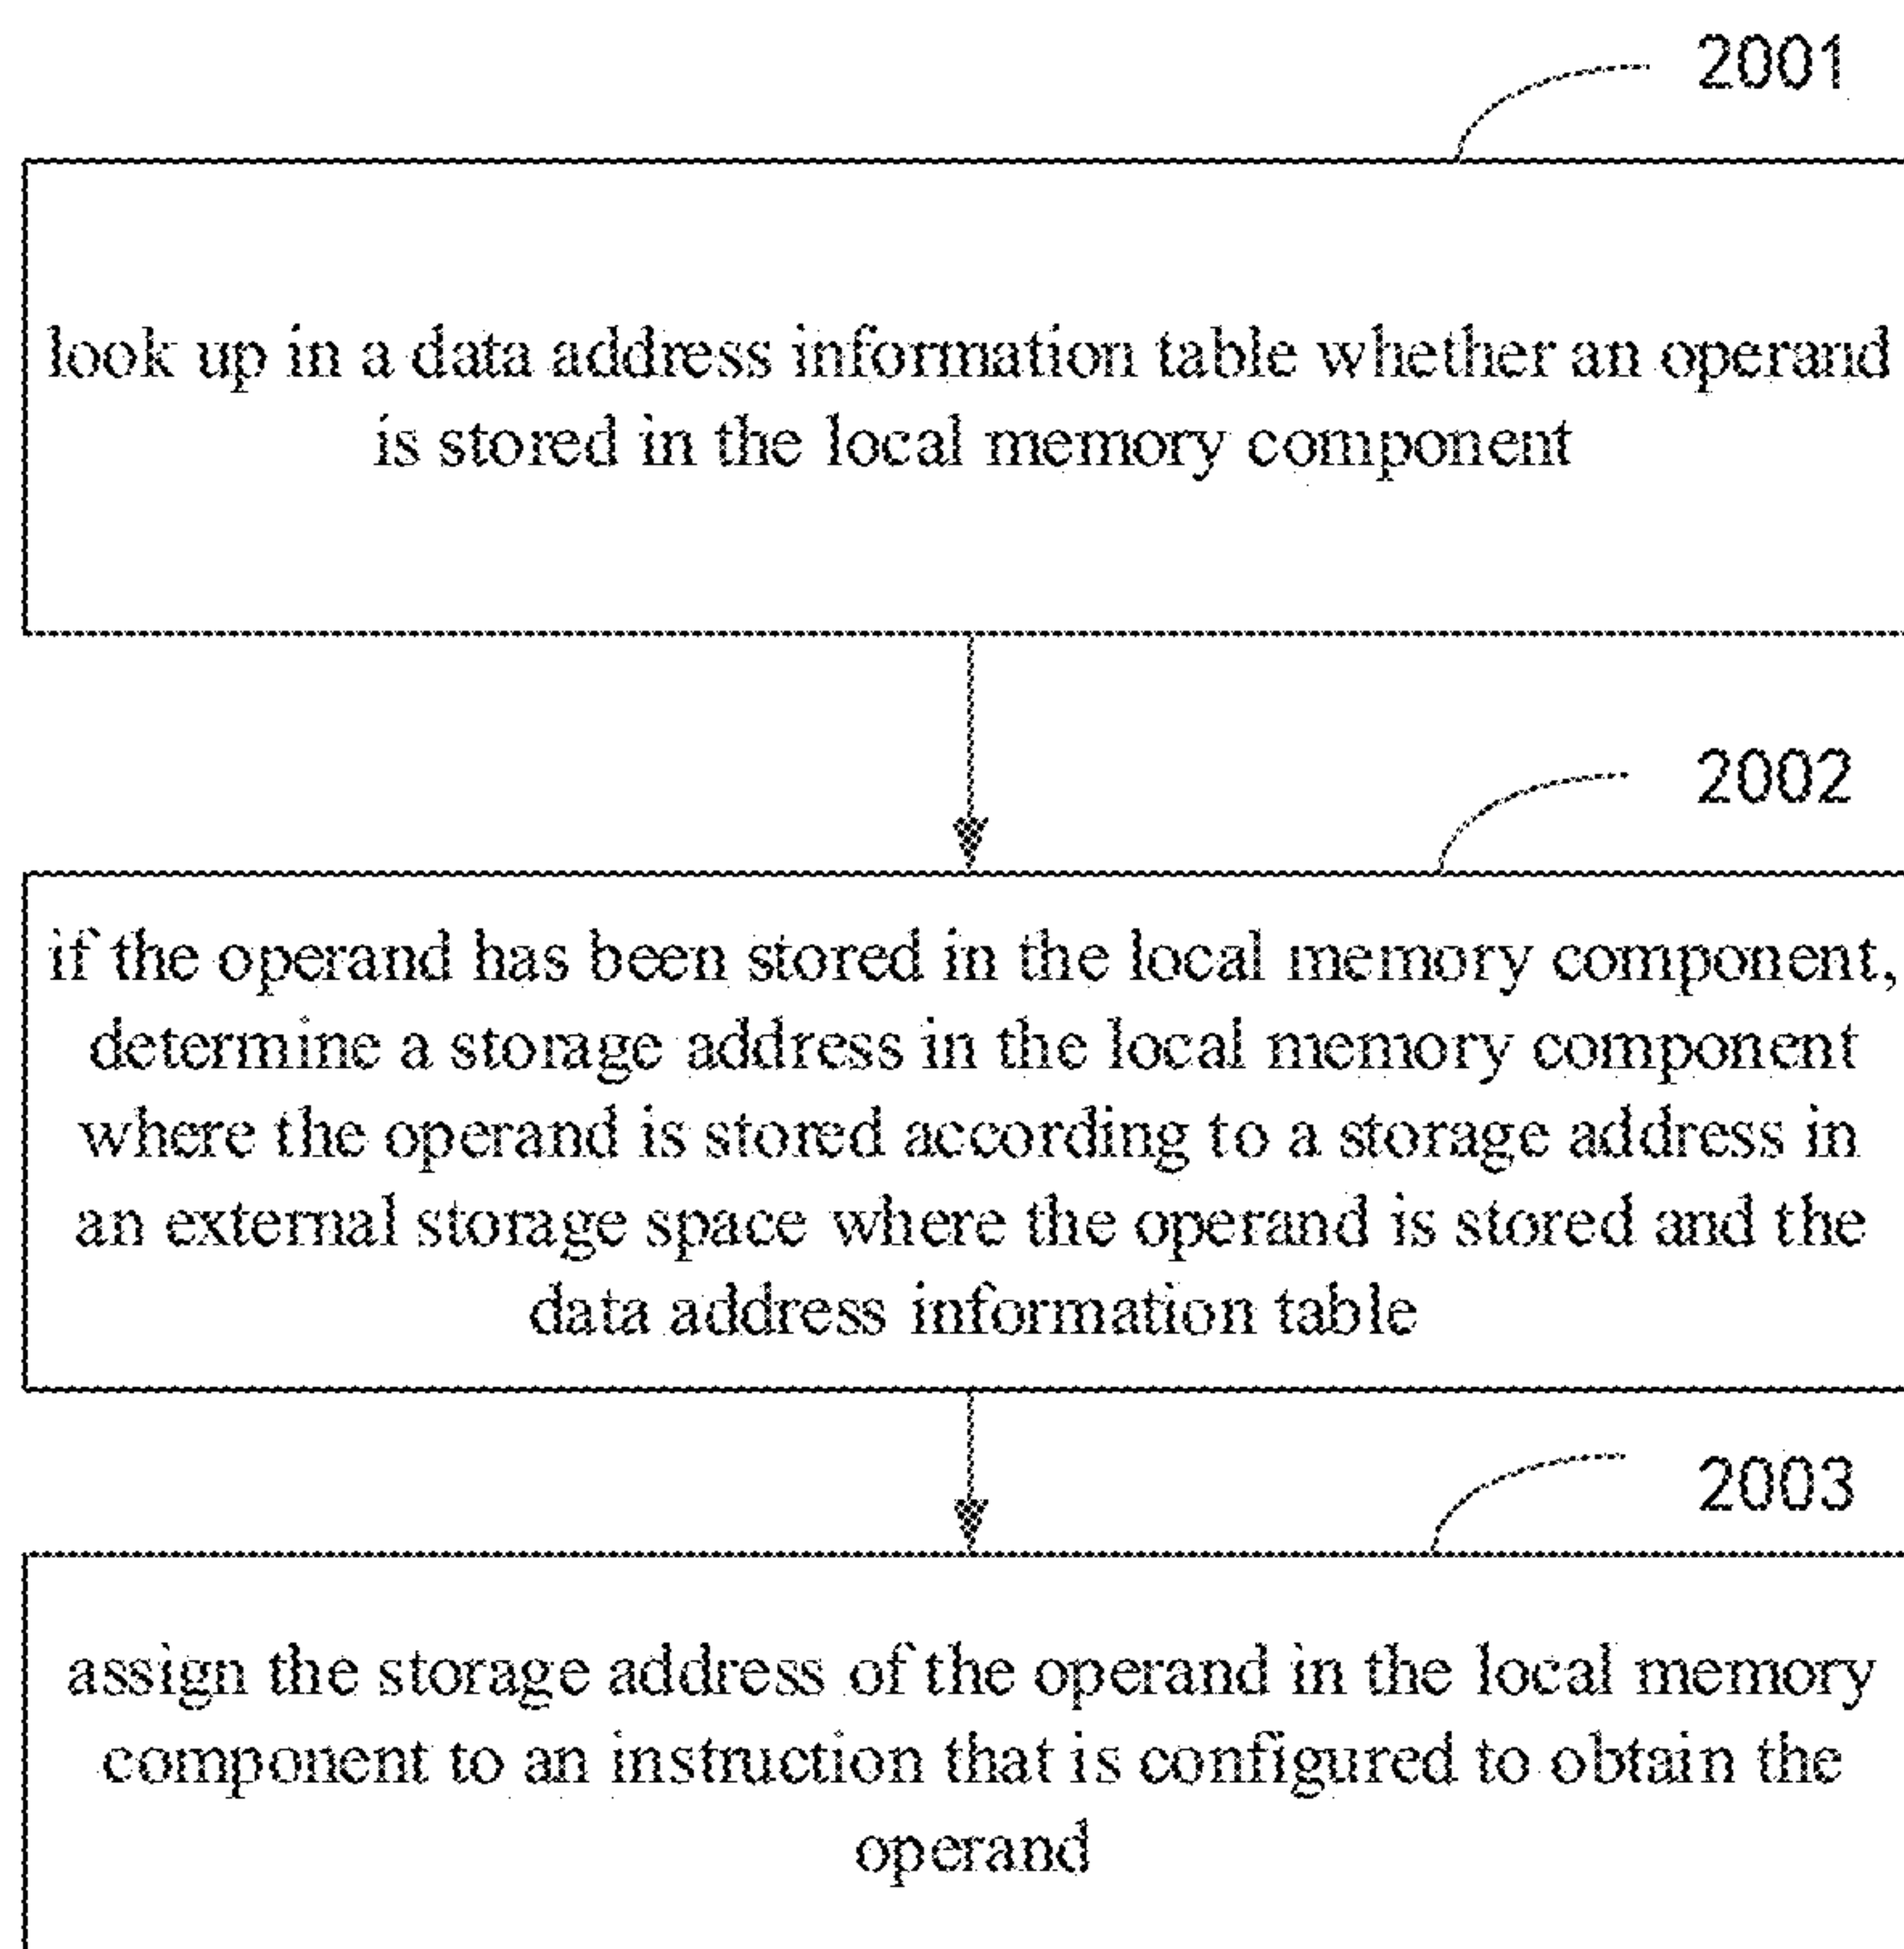 2001
look up in a data address information table whether an operand
is stored in the local memory component
2002
if the operand has been stored in the local memory component,
determine a storage address in the local memory component
where the operand is stored according to a storage address in
an external storage space where the operand is stored and the
data address information table
2003
assign the storage address of the operand in the local memory
component to an instruction that is configured to obtain the
operand